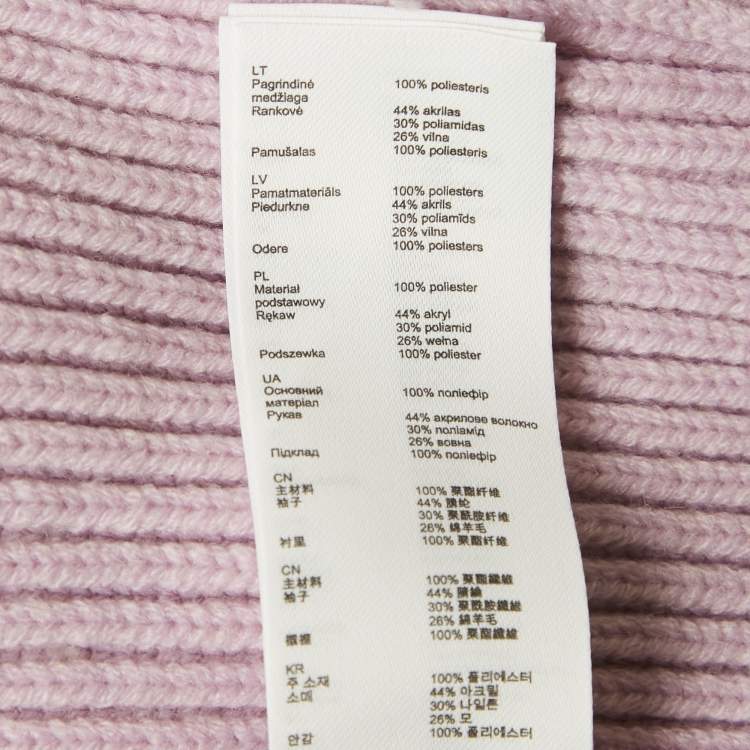 LT
Pagrindinė 100% poliesteris
medžiaga
Rankovė 44% akrilas
30% poliamidas
26% vilna
Pamušalas 100% poliesteris
LV
Pamatmateriāls 100% poliesters
Piedurkne 44% akrils
30% poliamīds
26% vilna
Odere 100% poliesters
PL
Materiał 100% poliester
podstawowy
Rękaw 44% akryl
30% poliamid
26% wełna
Podszewka 100% poliester
UA
Основний 100% поліефір
матеріал
Рукав 44% акрилове волокно
30% поліамід
26% вовна
Підклад 100% поліефір
CN
主材料 100% 聚酯纤维
袖子 44% 腈纶
30% 聚酰胺纤维
26% 綿羊毛
衬里 100% 聚酯纤维
CN
主材料 100% 聚酯纖維
袖子 44% 腈綸
30% 聚酰胺纖維
26% 綿羊毛
100% 聚酯纖維
KR
주 소재 100% 폴리에스터
소매 44% 아크릴
30% 나일론
26% 모
안감 100% 폴리에스터